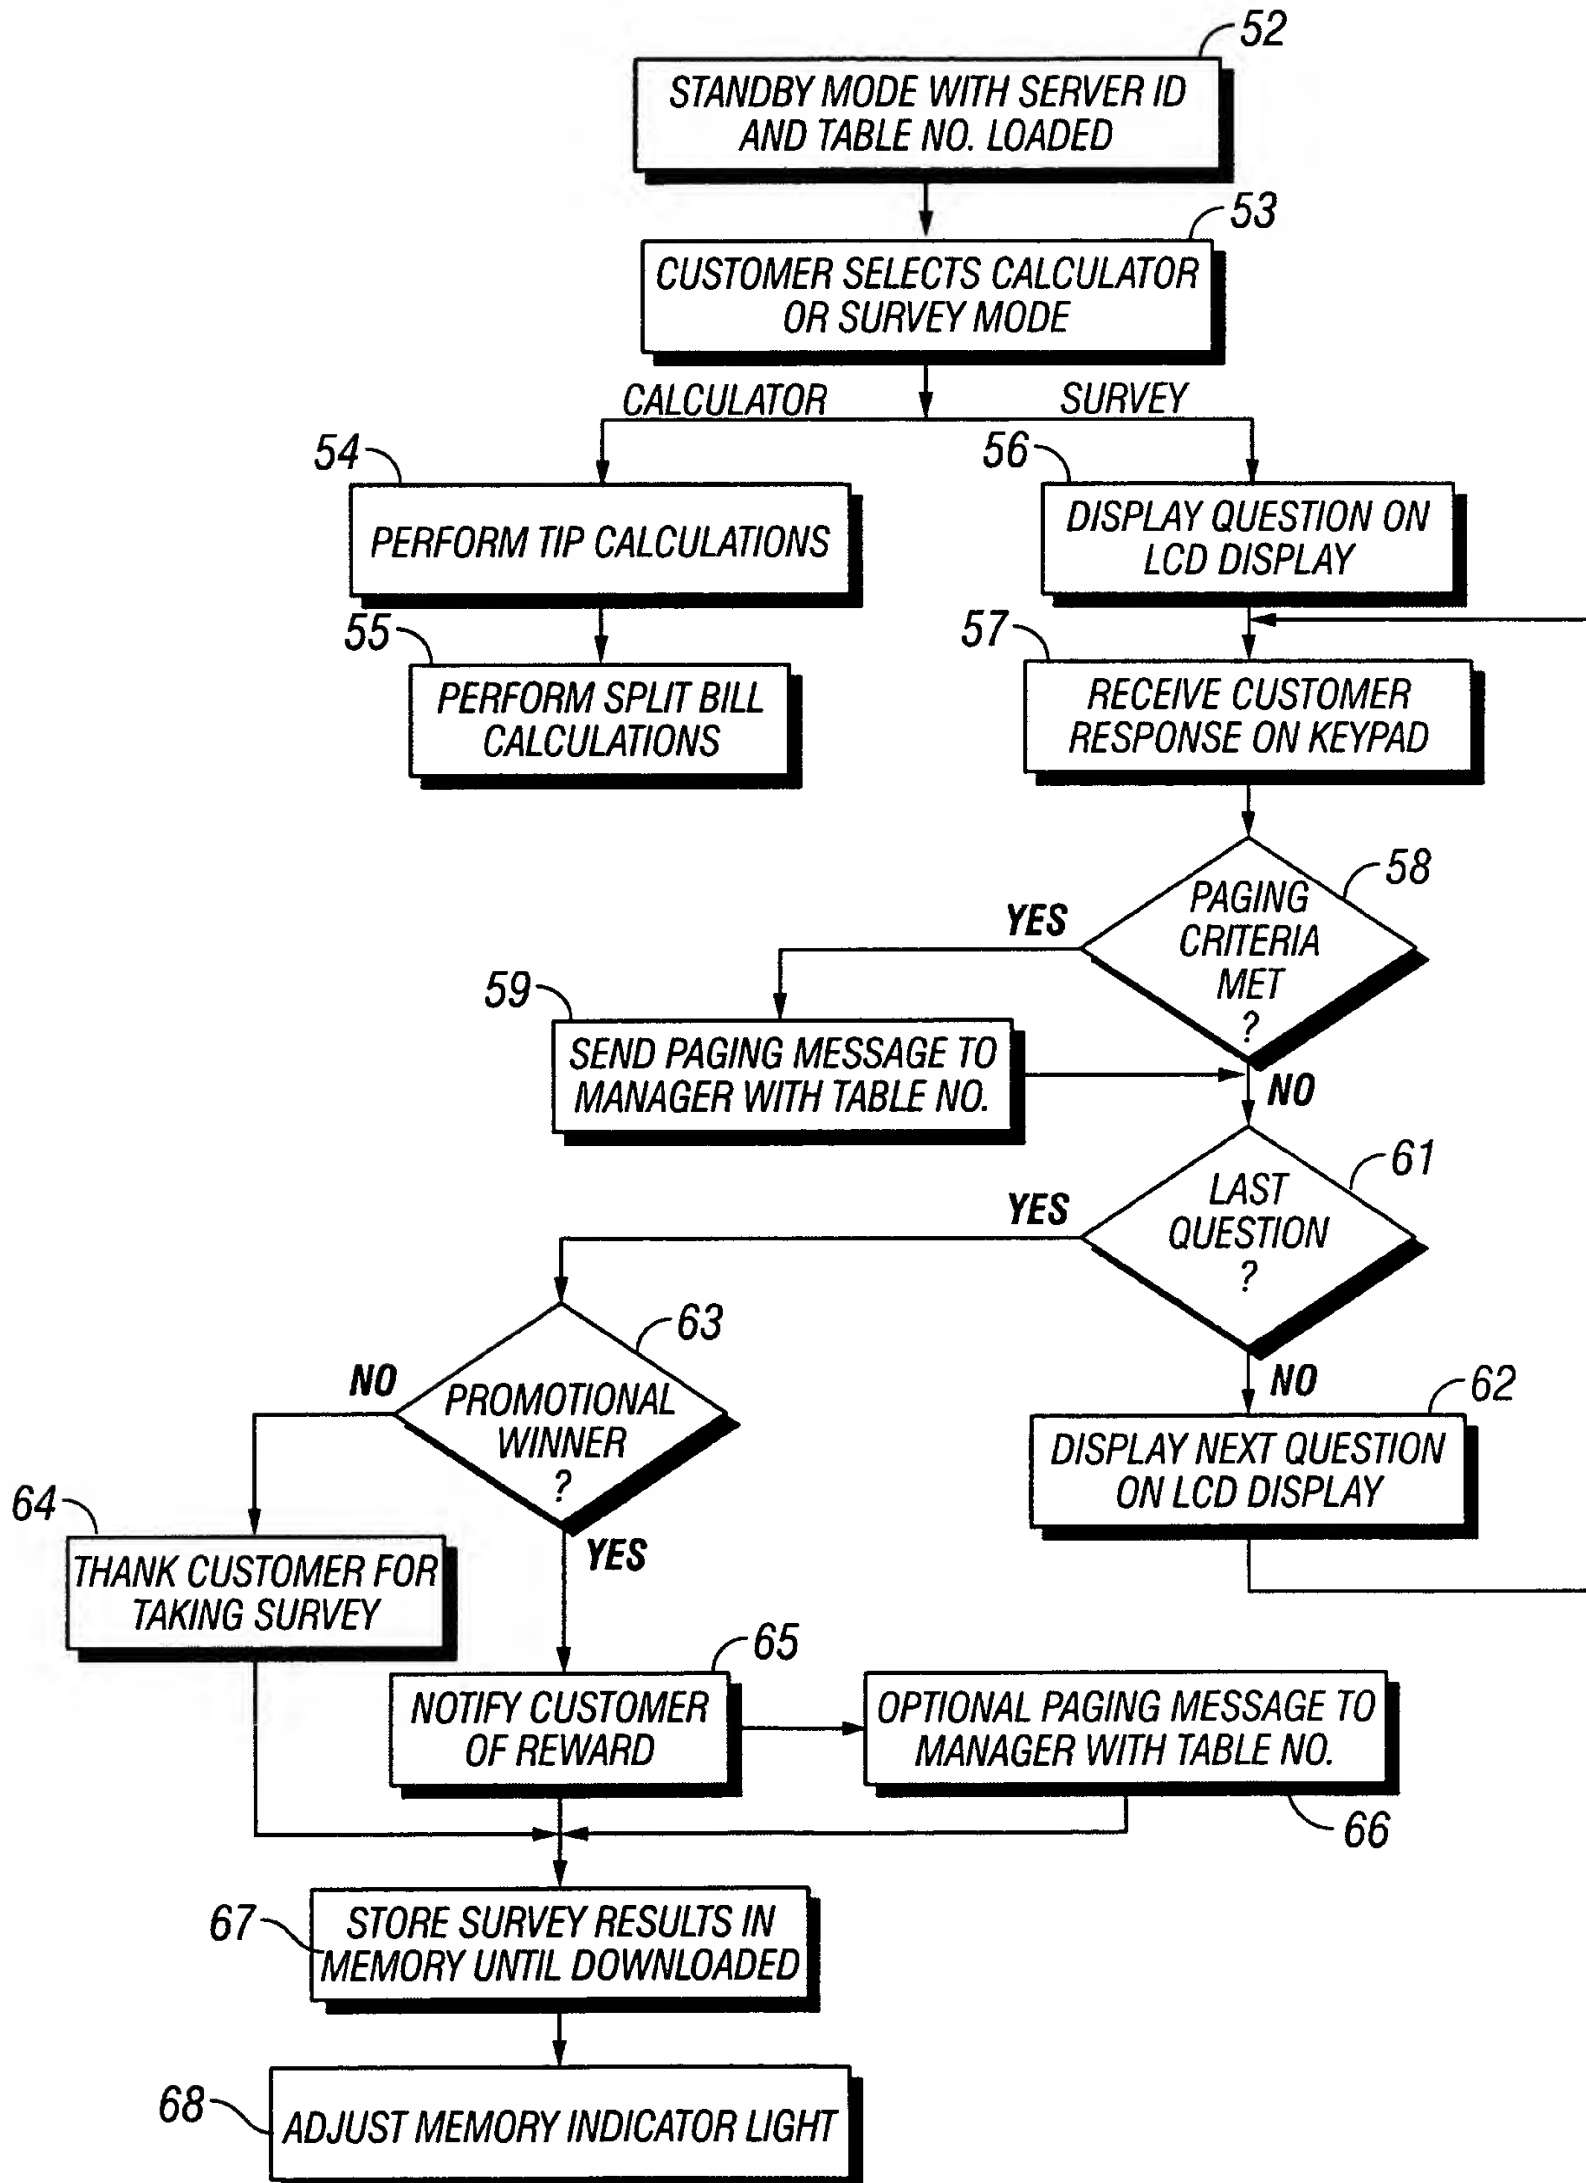 52
STANDBY MODE WITH SERVER ID
AND TABLE NO. LOADED
53
CUSTOMER SELECTS CALCULATOR
OR SURVEY MODE
CALCULATOR
SURVEY
54
PERFORM TIP CALCULATIONS
56
DISPLAY QUESTION ON
LCD DISPLAY
55
PERFORM SPLIT BILL
CALCULATIONS
57
RECEIVE CUSTOMER
RESPONSE ON KEYPAD
58
PAGING
CRITERIA
MET
?
YES
NO
59
SEND PAGING MESSAGE TO
MANAGER WITH TABLE NO.
61
LAST
QUESTION
?
YES
NO
63
PROMOTIONAL
WINNER
?
NO
YES
62
DISPLAY NEXT QUESTION
ON LCD DISPLAY
64
THANK CUSTOMER FOR
TAKING SURVEY
65
NOTIFY CUSTOMER
OF REWARD
OPTIONAL PAGING MESSAGE TO
MANAGER WITH TABLE NO.
66
67
STORE SURVEY RESULTS IN
MEMORY UNTIL DOWNLOADED
68
ADJUST MEMORY INDICATOR LIGHT